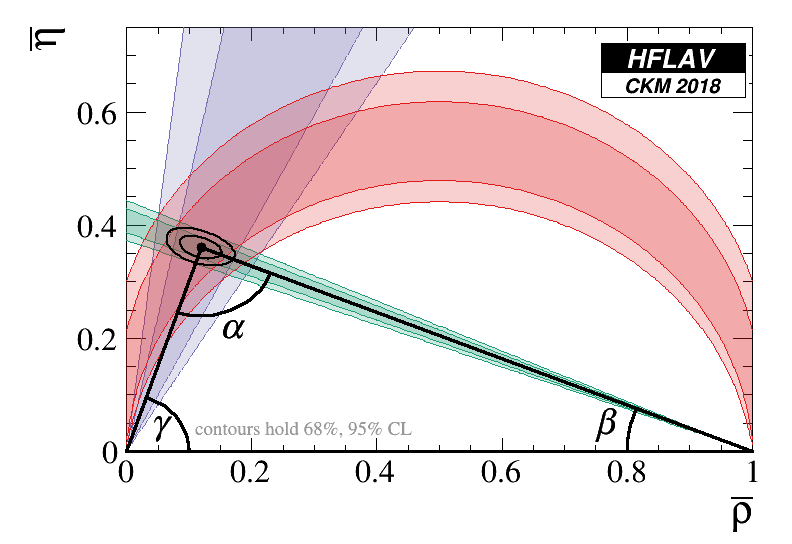 η̅
HFLAV
CKM 2018
0.6
0.4
0.2
0
α
β
γ
contours hold 68%, 95% CL
0 0.2 0.4 0.6 0.8 1
ρ̅